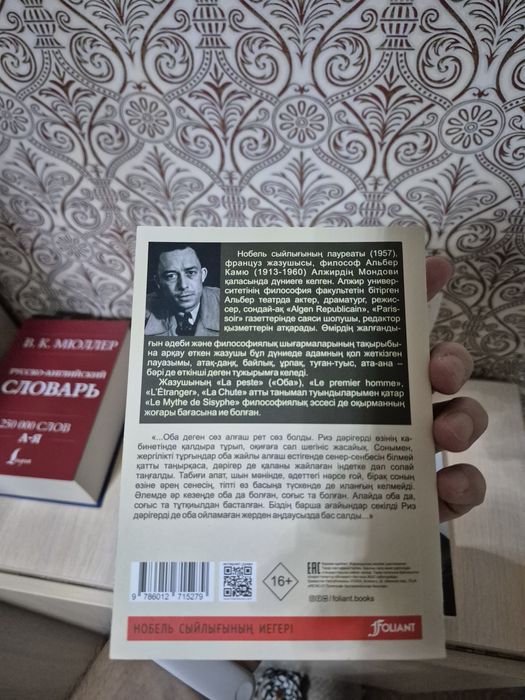 Нобель сыйлығының лауреаты (1957),
француз жазушысы, философ Альбер
Камю (1913-1960) Алжирдің Мондови
қаласында дүниеге келген. Алжир универ-
ситетінің философия факультетін бітірген
Альбер театрда актер, драматург, режис-
сер, сондай-ақ «Algen Republicain», «Paris-
soir» газеттерінде саяси шолушы, редактор
қызметтерін атқарады. Өмірдің жалғанды-
ғын әдеби және философиялық шығармаларының тақырыбы-
на арқау еткен жазушы бұл дүниеде адамның қол жеткізген
лауазымы, атақ-даңқ, байлық, ұрпақ, туған-туыс, ата-ана –
бәрі де өткінші деген тұжырымға келеді.
Жазушының «La peste» («Оба»), «Le premier homme»,
«L'Étranger», «La Chute» атты танымал туындыларымен қатар
«Le Mythe de Sisyphe» философиялық эссесі де оқырманның
жоғары бағасына ие болған.
«...Оба деген сөз алғаш рет сөз болды. Риэ дәрігерді өзінің ка-
бинетінде қалдыра тұрып, оқиғаға сәл шегініс жасайық. Сонымен,
жергілікті тұрғындар оба жайлы алғаш естігенде сенер-сенбесін білмей
қатты таңырқаса, дәрігер де қаланы жайлаған індетке дәл солай
таңғалды. Табиғи апат, шын мәнінде, әдеттегі нәрсе ғой, бірақ соның
өзіне әрең сенесің, тіпті өз басыңа түскенде де иланғың келмейді.
Әлемде әр кезеңде оба да болған, соғыс та болған. Алайда оба да,
соғыс та тұтқиылдан басталған. Біздің барша ағайындар секілді Риэ
дәрігерді де оба ойламаған жерден аңдаусызда бас салды...»
9 786012 715279
16+
EAC
/foliant.books
НОБЕЛЬ СЫЙЛЫҒЫНЫҢ ИЕГЕРІ
FOLIANT
В. К. МЮЛЛЕР
РУССКО-АНГЛИЙСКИЙ
СЛОВАРЬ
250 000 СЛОВ
А-Я